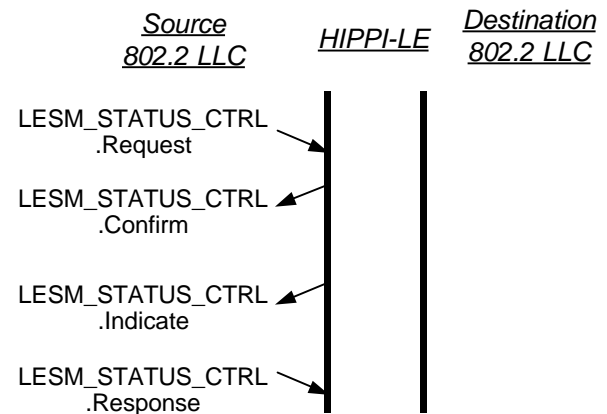 Source
802.2 LLC
HIPPI-LE
Destination
802.2 LLC
LESM_STATUS_CTRL
.Request
LESM_STATUS_CTRL
.Confirm
LESM_STATUS_CTRL
.Indicate
LESM_STATUS_CTRL
.Response